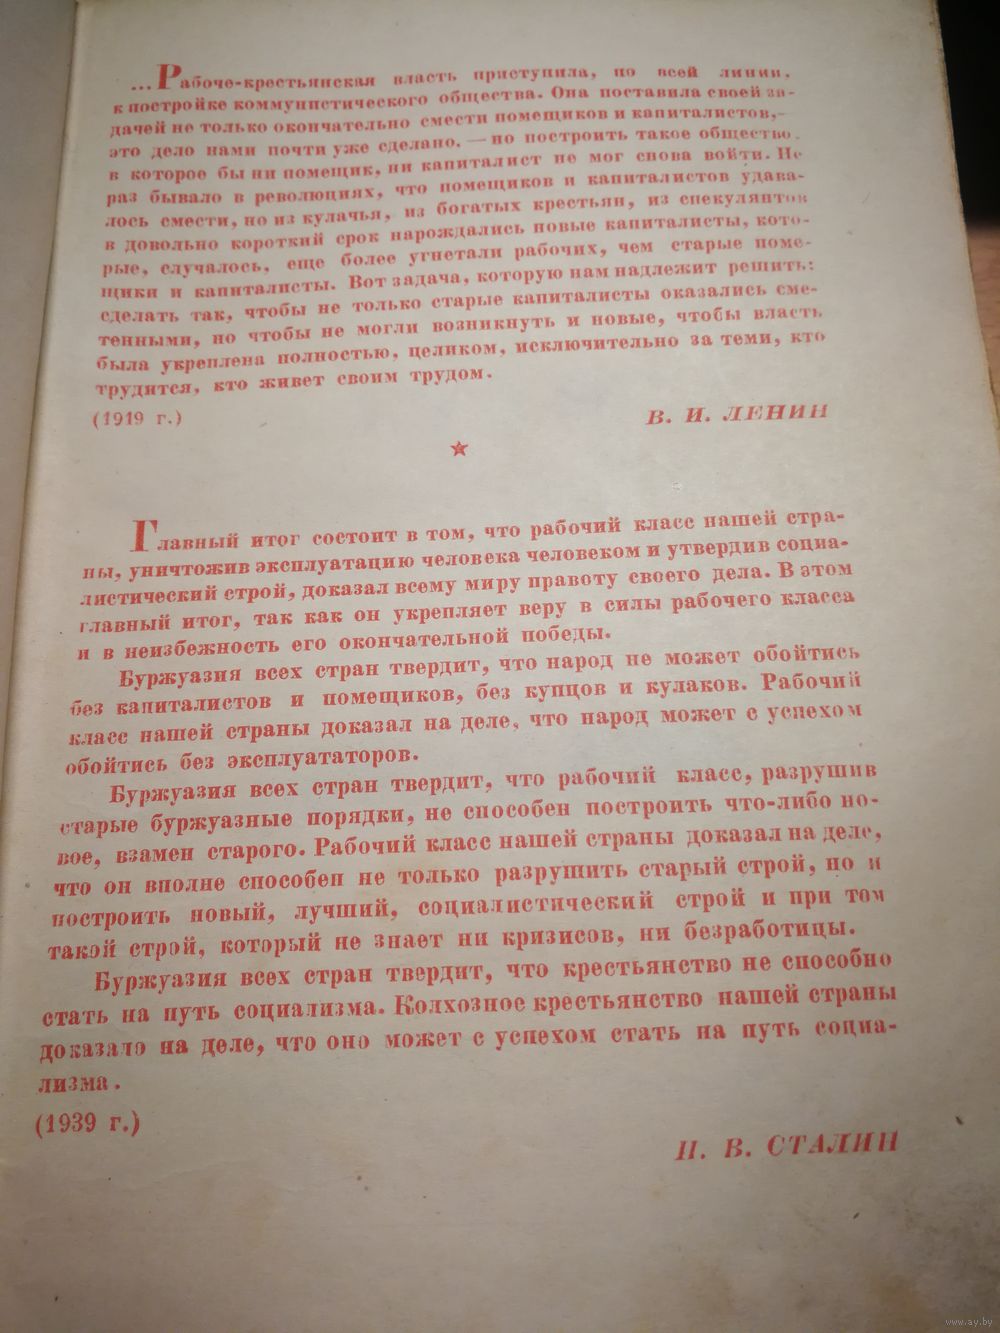 ...Рабоче-крестьянская власть приступила, по всей линии,
к постройке коммунистического общества. Она поставила своей за-
дачей не только окончательно смести помещиков и капиталистов,-
это дело нами почти уже сделано. — но построить такое общество.
в которое бы ни помещик, ни капиталист не мог снова войти. Не
раз бывало в революциях, что помещиков и капиталистов удава-
лось смести, но из кулачья, из богатых крестьян, из спекулянтов
в довольно короткий срок нарождались новые капиталисты, кото-
рые, случалось, еще более угнетали рабочих, чем старые поме-
щики и капиталисты. Вот задача, которую нам надлежит решить:
сделать так, чтобы не только старые капиталисты оказались сме-
тенными, но чтобы не могли возникнуть и новые, чтобы власть
была укреплена полностью, целиком, исключительно за теми, кто
трудится, кто живет своим трудом.
(1919 г.)
В. И. ЛЕНИН
Главный итог состоит в том, что рабочий класс нашей стра-
ны, уничтожив эксплуатацию человека человеком и утвердив социа-
листический строй, доказал всему миру правоту своего дела. В этом
главный итог, так как он укрепляет веру в силы рабочего класса
и в неизбежность его окончательной победы.
Буржуазия всех стран твердит, что народ не может обойтись
без капиталистов и помещиков, без купцов и кулаков. Рабочий
класс нашей страны доказал на деле, что народ может с успехом
обойтись без эксплуататоров.
Буржуазия всех стран твердит, что рабочий класс, разрушив
старые буржуазные порядки, не способен построить что-либо но-
вое, взамен старого. Рабочий класс нашей страны доказал на деле,
что он вполне способен не только разрушить старый строй, но и
построить новый, лучший, социалистический строй и при том
такой строй, который не знает ни кризисов, ни безработицы.
Буржуазия всех стран твердит, что крестьянство не способно
стать на путь социализма. Колхозное крестьянство нашей страны
доказало на деле, что оно может с успехом стать на путь социа-
лизма.
(1939 г.)
И. В. СТАЛИН
www.ay.by